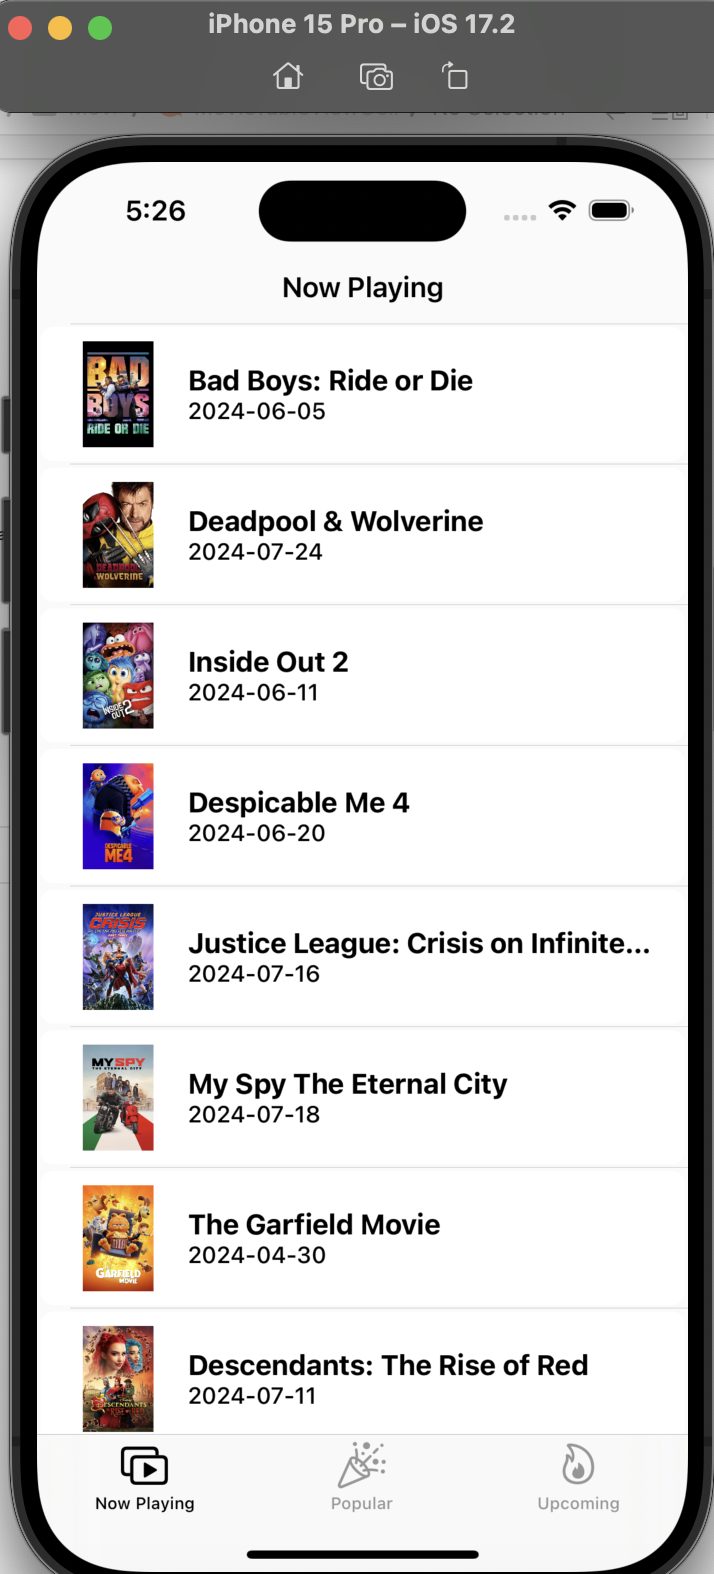 iPhone 15 Pro – iOS 17.2
5:26
Now Playing
BAD
BOYS
RIDE OR DIE
Bad Boys: Ride or Die
2024-06-05
DEADPOOL
WOLVERINE
Deadpool & Wolverine
2024-07-24
INSIDE
OUT 2
Inside Out 2
2024-06-11
DESPICABLE
ME4
Despicable Me 4
2024-06-20
JUSTICE LEAGUE
CRISIS
Justice League: Crisis on Infinite...
2024-07-16
MY SPY
THE ETERNAL CITY
My Spy The Eternal City
2024-07-18
GARFIELD
MOVIE
The Garfield Movie
2024-04-30
DESCENDANTS
Descendants: The Rise of Red
2024-07-11
Now Playing
Popular
Upcoming